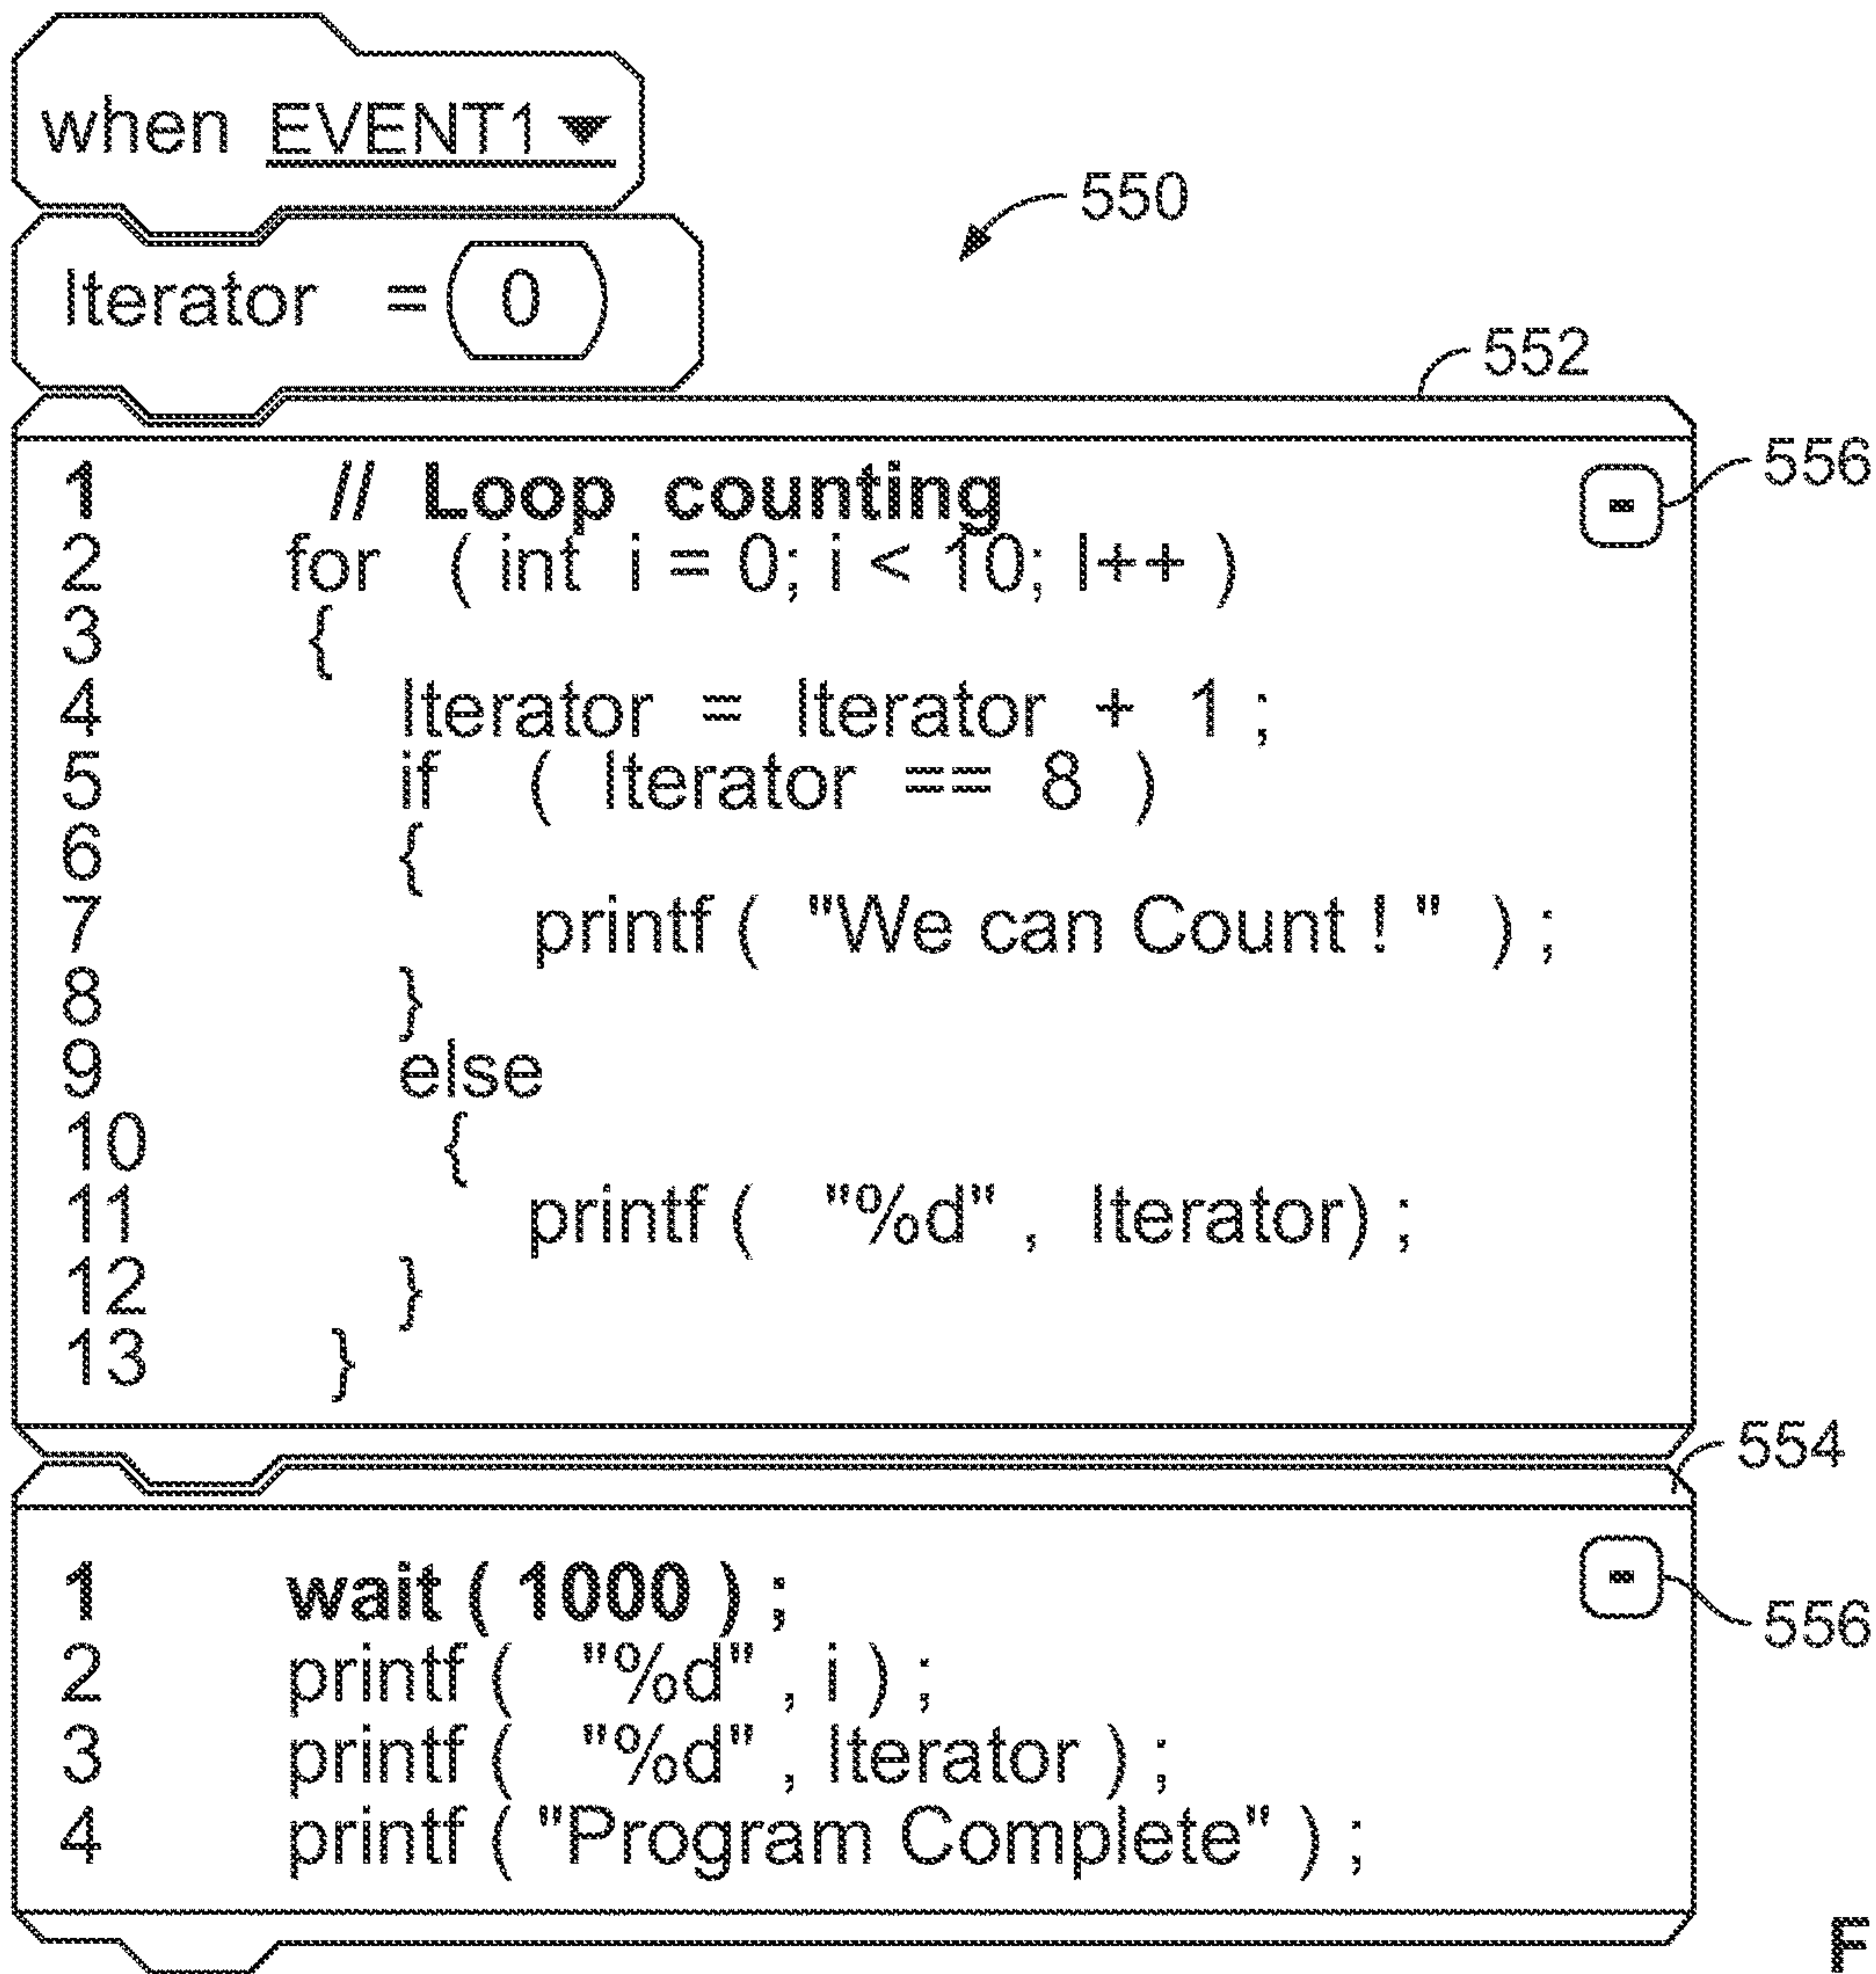 when EVENT1
550
Iterator = 0
552
556
1 // Loop counting
2 for ( int i = 0; i < 10; I++ )
3 {
4 Iterator = Iterator + 1 ;
5 if ( Iterator == 8 )
6 {
7 printf ( "We can Count ! " ) ;
8 }
9 else
10 {
11 printf ( "%d" , Iterator) ;
12 }
13 }
554
1 wait ( 1000 ) ;
556
2 printf ( "%d" , i ) ;
3 printf ( "%d" , Iterator ) ;
4 printf ( "Program Complete" ) ;
F